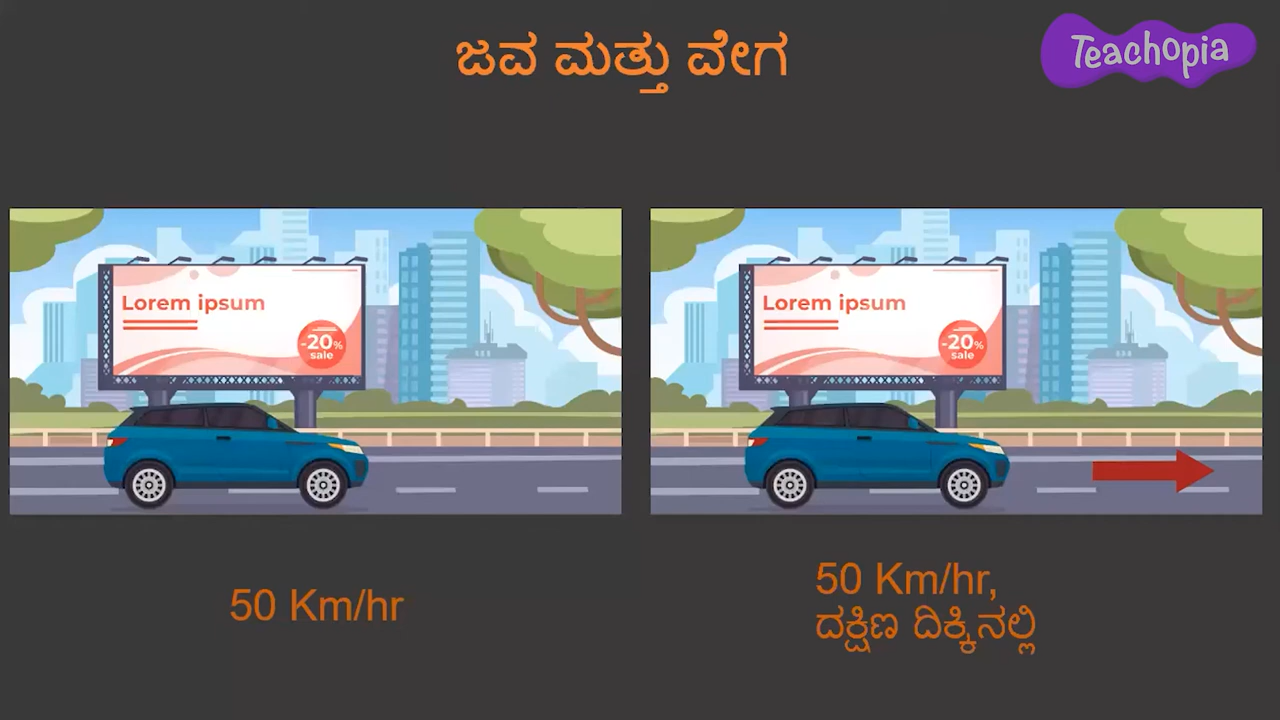 ಜವ ಮತ್ತು ವೇಗ
Teachopia
Lorem ipsum
-20%
sale
Lorem ipsum
-20%
sale
50 Km/hr
50 Km/hr,
ದಕ್ಷಿಣ ದಿಕ್ಕಿನಲ್ಲಿ